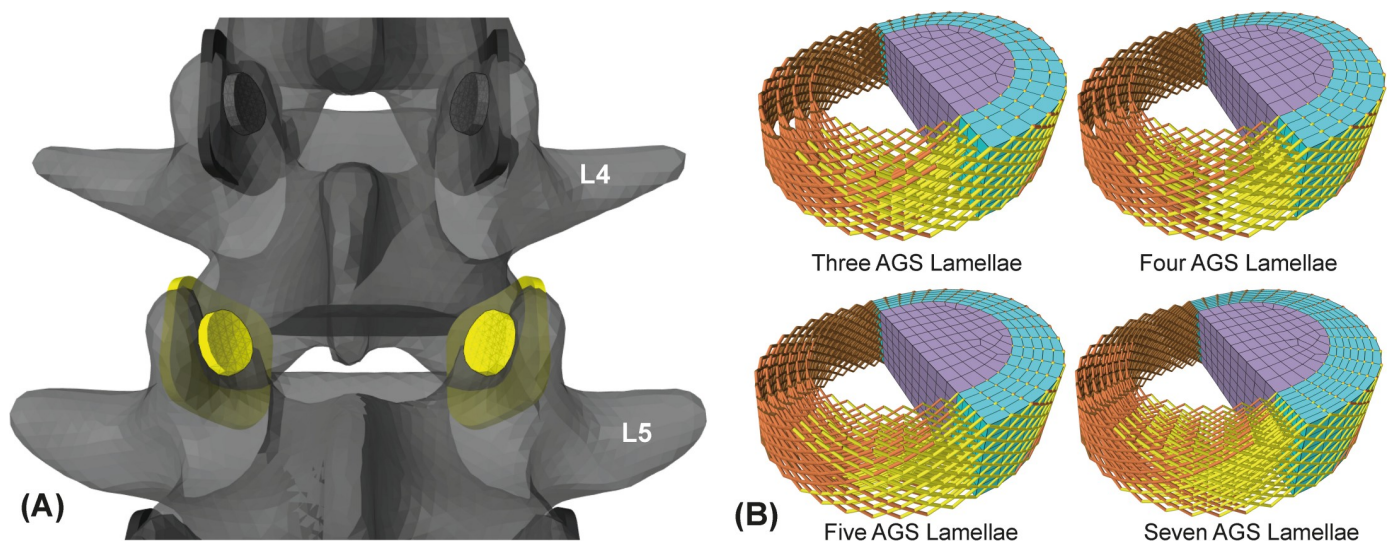 L4
L5
(A)
Three AGS Lamellae
Four AGS Lamellae
Five AGS Lamellae
Seven AGS Lamellae
(B)